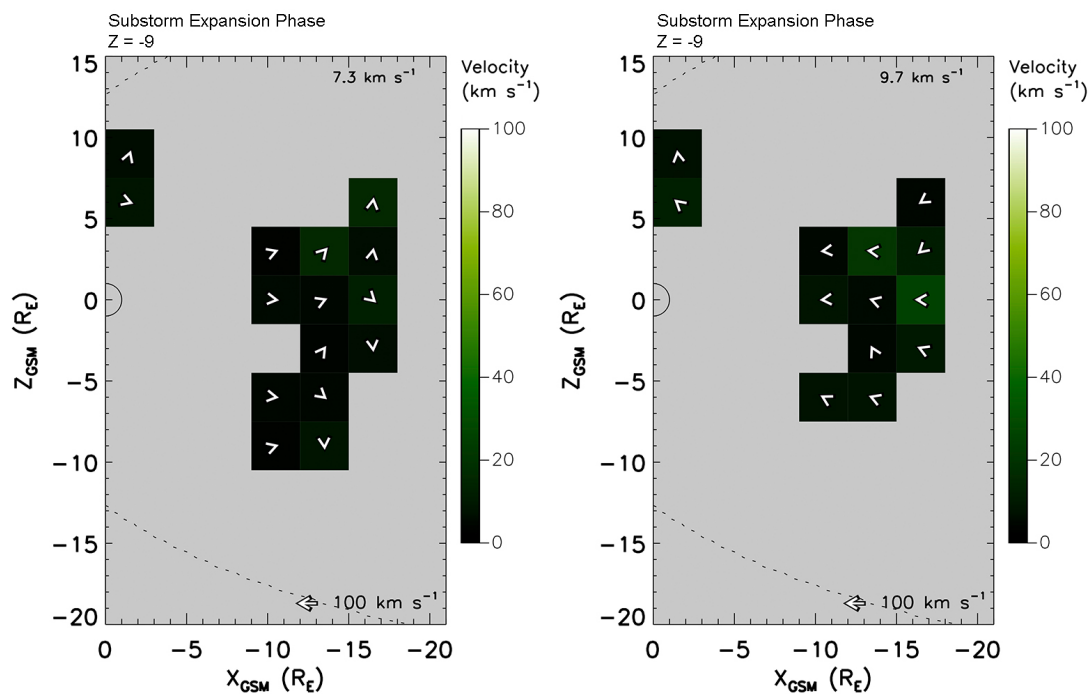 Substorm Expansion Phase
Z = -9
7.3 km s⁻¹
Velocity
(km s⁻¹)
100
80
60
40
20
0
15
10
5
0
−5
−10
−15
−20
Z_GSM (R_E)
100 km s⁻¹
0 −5 −10 −15 −20
X_GSM (R_E)
Substorm Expansion Phase
Z = -9
9.7 km s⁻¹
Velocity
(km s⁻¹)
100
80
60
40
20
0
15
10
5
0
−5
−10
−15
−20
Z_GSM (R_E)
100 km s⁻¹
0 −5 −10 −15 −20
X_GSM (R_E)